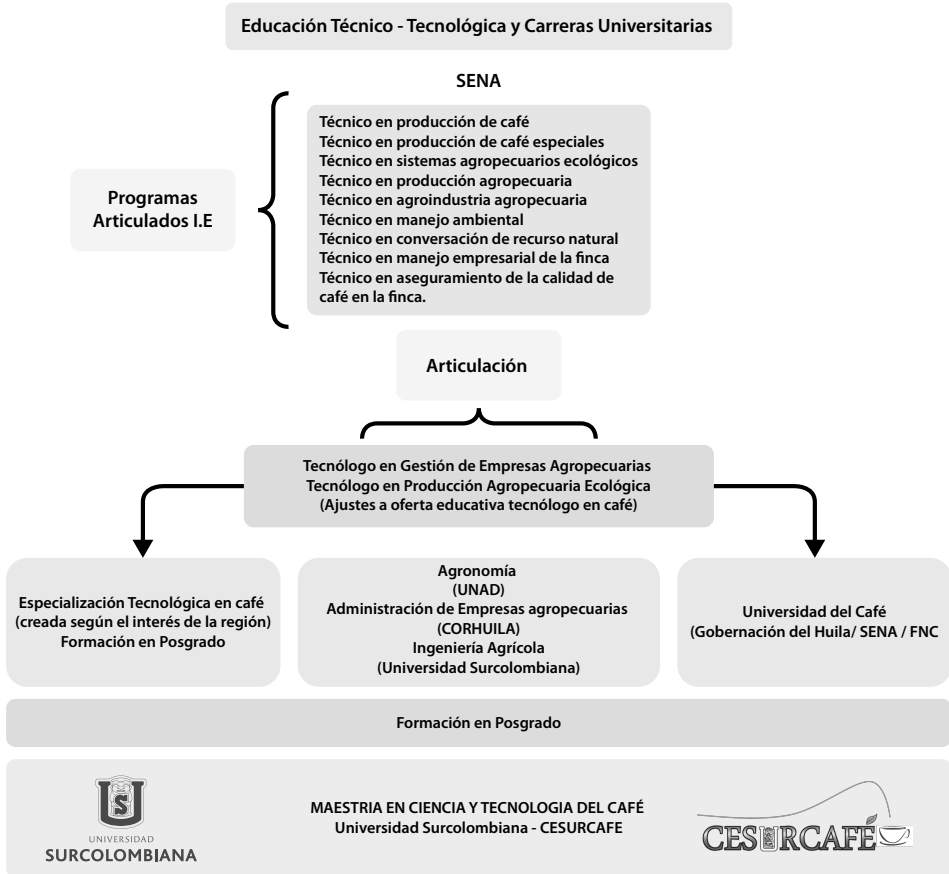 Educación Técnico - Tecnológica y Carreras Universitarias
SENA
Técnico en producción de café
Técnico en producción de café especiales
Técnico en sistemas agropecuarios ecológicos
Técnico en producción agropecuaria
Técnico en agroindustria agropecuaria
Técnico en manejo ambiental
Técnico en conversación de recurso natural
Técnico en manejo empresarial de la finca
Técnico en aseguramiento de la calidad de
café en la finca.
Programas
Articulados I.E
Articulación
Tecnólogo en Gestión de Empresas Agropecuarias
Tecnólogo en Producción Agropecuaria Ecológica
(Ajustes a oferta educativa tecnólogo en café)
Especialización Tecnológica en café
(creada según el interés de la región)
Formación en Posgrado
Agronomía
(UNAD)
Administración de Empresas agropecuarias
(CORHUILA)
Ingeniería Agrícola
(Universidad Surcolombiana)
Universidad del Café
(Gobernación del Huila/ SENA / FNC
Formación en Posgrado
UNIVERSIDAD
SURCOLOMBIANA
MAESTRIA EN CIENCIA Y TECNOLOGIA DEL CAFÉ
Universidad Surcolombiana - CESURCAFE
CESURCAFÉ